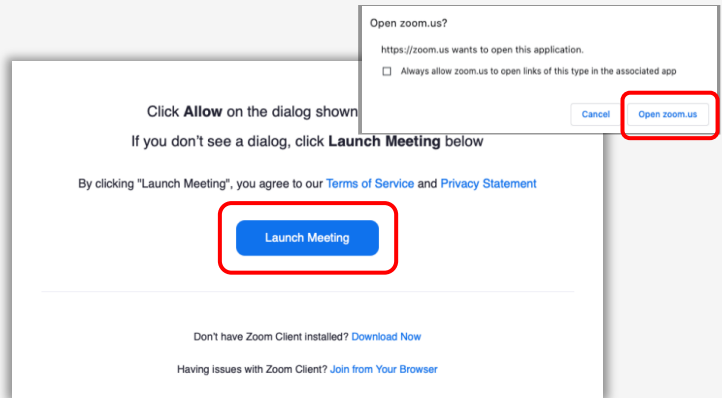 Open zoom.us?
https://zoom.us wants to open this application.
Always allow zoom.us to open links of this type in the associated app
Cancel
Open zoom.us
Click Allow on the dialog shown
If you don't see a dialog, click Launch Meeting below
By clicking "Launch Meeting", you agree to our Terms of Service and Privacy Statement
Launch Meeting
Don't have Zoom Client installed? Download Now
Having issues with Zoom Client? Join from Your Browser